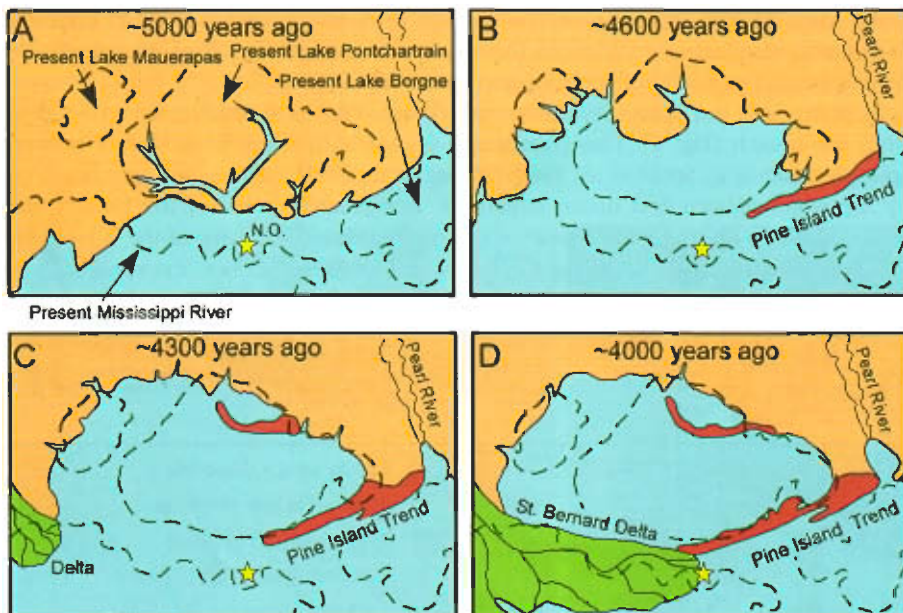 A
~5000 years ago
Present Lake Mauerapas
Present Lake Pontchartrain
Present Lake Borgne
N.O.
Present Mississippi River
B
~4600 years ago
Pearl River
Pine Island Trend
C
~4300 years ago
Pearl River
Pine Island Trend
Delta
D
~4000 years ago
Pearl River
St. Bernard Delta
Pine Island Trend